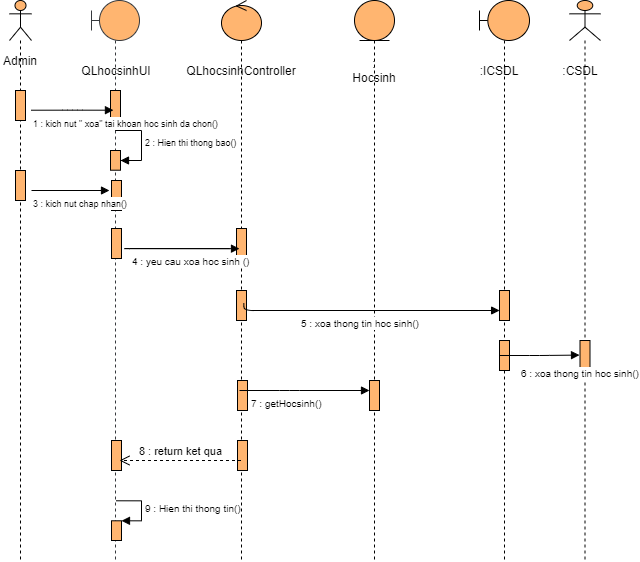 Admin
QLhocsinhUI
QLhocsinhController
Hocsinh
:ICSDL
:CSDL
1 : kich nut " xoa" tai khoan hoc sinh da chon()
2 : Hien thi thong bao()
3 : kich nut chap nhan()
4 : yeu cau xoa hoc sinh ()
5 : xoa thong tin hoc sinh()
6 : xoa thong tin hoc sinh()
7 : getHocsinh()
8 : return ket qua
9 : Hien thi thong tin()